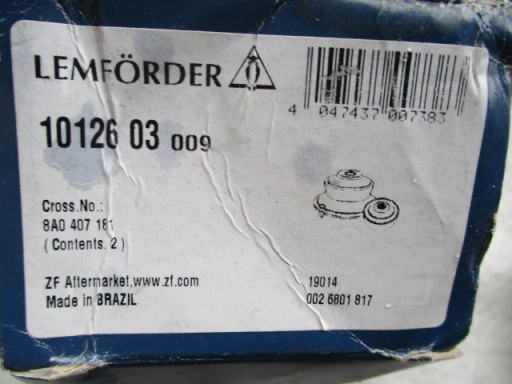 LEMFÖRDER
4 047437 007383
10126 03 009
Cross.No.:
8A0 407 181
( Contents. 2 )
ZF Aftermarket,www.zf.com
Made in BRAZIL
19014
002 6801 817